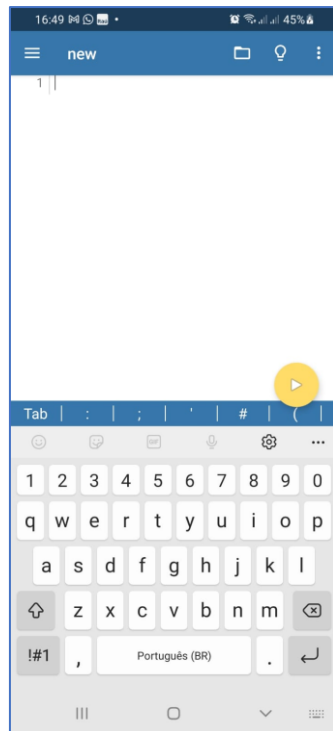 16:49 45%
new
1
Tab : ; ' # (
GIF
1 2 3 4 5 6 7 8 9 0
q w e r t y u i o p
a s d f g h j k l
z x c v b n m
!#1 , Português (BR) .